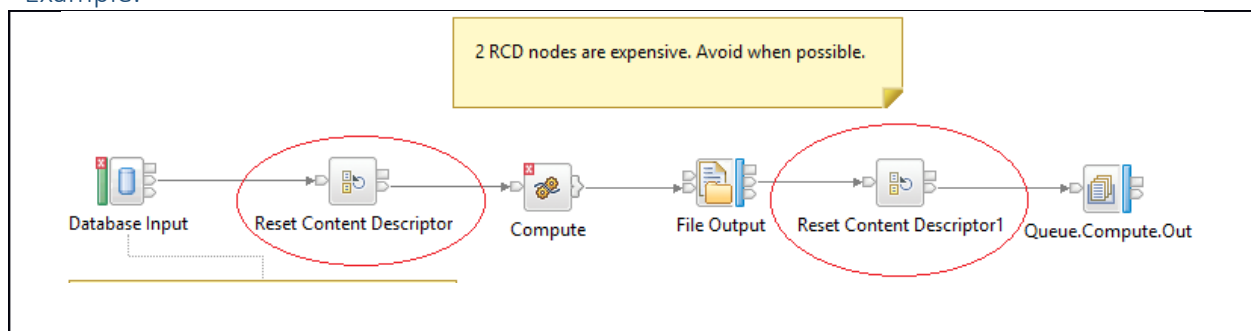 Example:
2 RCD nodes are expensive. Avoid when possible.
Database Input
Reset Content Descriptor
Compute
File Output
Reset Content Descriptor1
Queue.Compute.Out